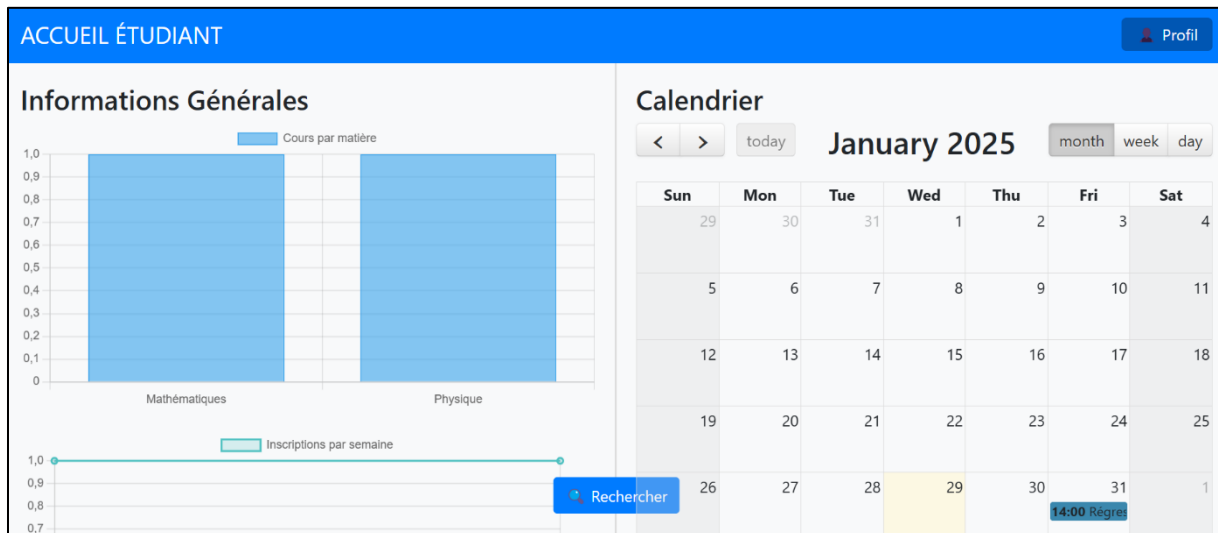 ACCUEIL ÉTUDIANT
Profil
Informations Générales
Cours par matière
1,0
0,9
0,8
0,7
0,6
0,5
0,4
0,3
0,2
0,1
0
Mathématiques Physique
Inscriptions par semaine
1,0
0,9
0,8
0,7
Rechercher
Calendrier
today January 2025 month week day
Sun Mon Tue Wed Thu Fri Sat
29 30 31 1 2 3 4
5 6 7 8 9 10 11
12 13 14 15 16 17 18
19 20 21 22 23 24 25
26 27 28 29 30 31 1
14:00 Régres